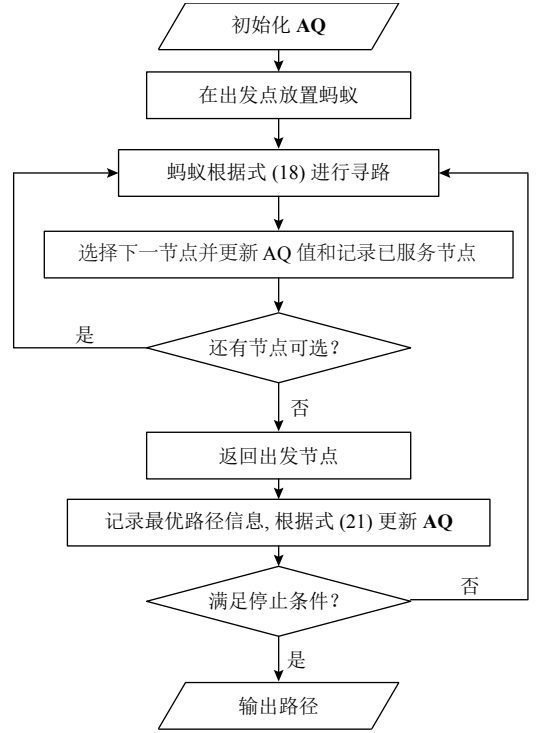 初始化 AQ
在出发点放置蚂蚁
蚂蚁根据式 (18) 进行寻路
选择下一节点并更新 AQ 值和记录已服务节点
是
还有节点可选？
否
返回出发节点
记录最优路径信息, 根据式 (21) 更新 AQ
否
满足停止条件？
是
输出路径